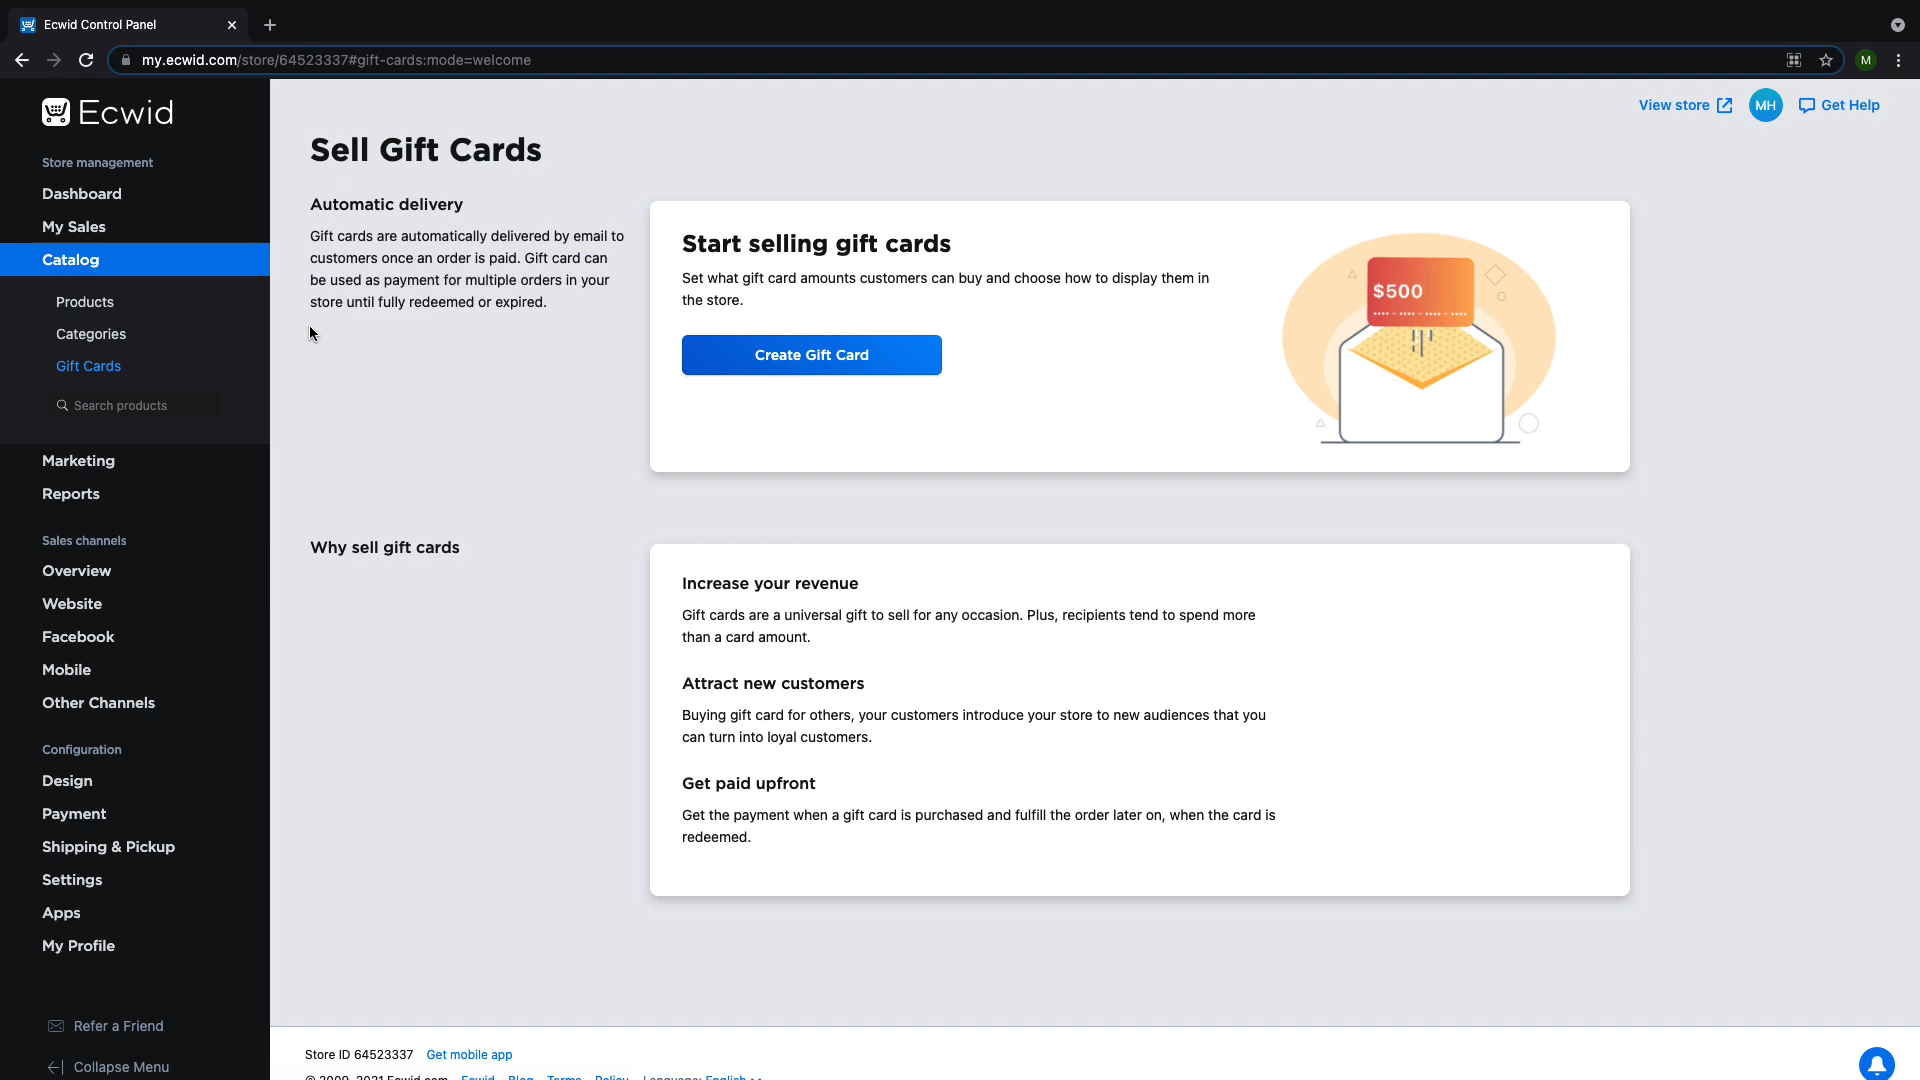 Ecwid Control Panel
my.ecwid.com/store/64523337#gift-cards:mode=welcome
M
Ecwid
Store management
Dashboard
My Sales
Catalog
Products
Categories
Gift Cards
Search products
Marketing
Reports
Sales channels
Overview
Website
Facebook
Mobile
Other Channels
Configuration
Design
Payment
Shipping & Pickup
Settings
Apps
My Profile
Refer a Friend
Collapse Menu
View store
MH
Get Help
Sell Gift Cards
Automatic delivery
Gift cards are automatically delivered by email to
customers once an order is paid. Gift card can
be used as payment for multiple orders in your
store until fully redeemed or expired.
Start selling gift cards
Set what gift card amounts customers can buy and choose how to display them in
the store.
Create Gift Card
$500
Why sell gift cards
Increase your revenue
Gift cards are a universal gift to sell for any occasion. Plus, recipients tend to spend more
than a card amount.
Attract new customers
Buying gift card for others, your customers introduce your store to new audiences that you
can turn into loyal customers.
Get paid upfront
Get the payment when a gift card is purchased and fulfill the order later on, when the card is
redeemed.
Store ID 64523337 Get mobile app
© 2009-2021 Ecwid.com Ecwid Blog Terms Policy Language: English